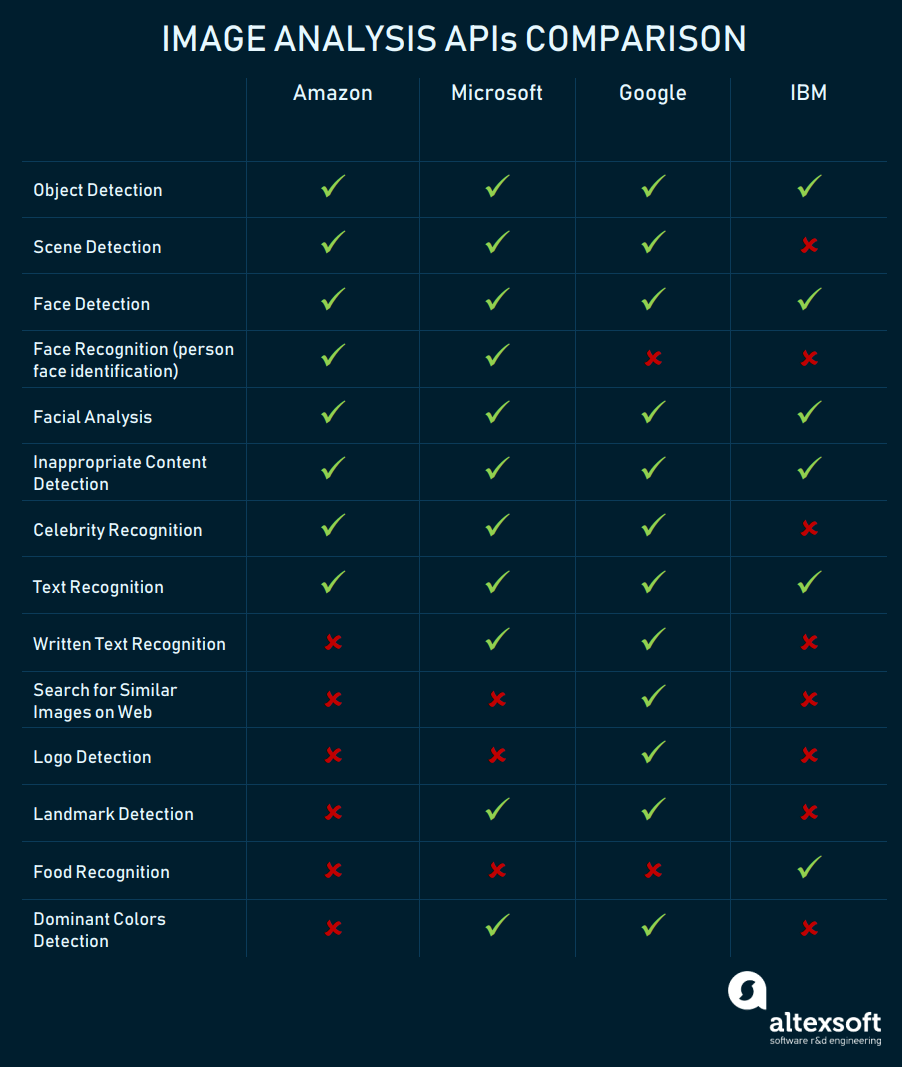 IMAGE ANALYSIS APIs COMPARISON
Amazon Microsoft Google IBM
Object Detection ✓ ✓ ✓ ✓
Scene Detection ✓ ✓ ✓ ✘
Face Detection ✓ ✓ ✓ ✓
Face Recognition (person
face identification) ✓ ✓ ✘ ✘
Facial Analysis ✓ ✓ ✓ ✓
Inappropriate Content
Detection ✓ ✓ ✓ ✓
Celebrity Recognition ✓ ✓ ✓ ✘
Text Recognition ✓ ✓ ✓ ✓
Written Text Recognition ✘ ✓ ✓ ✘
Search for Similar
Images on Web ✘ ✘ ✓ ✘
Logo Detection ✘ ✘ ✓ ✘
Landmark Detection ✘ ✓ ✓ ✘
Food Recognition ✘ ✘ ✘ ✓
Dominant Colors
Detection ✘ ✓ ✓ ✘
altexsoft
software r&d engineering